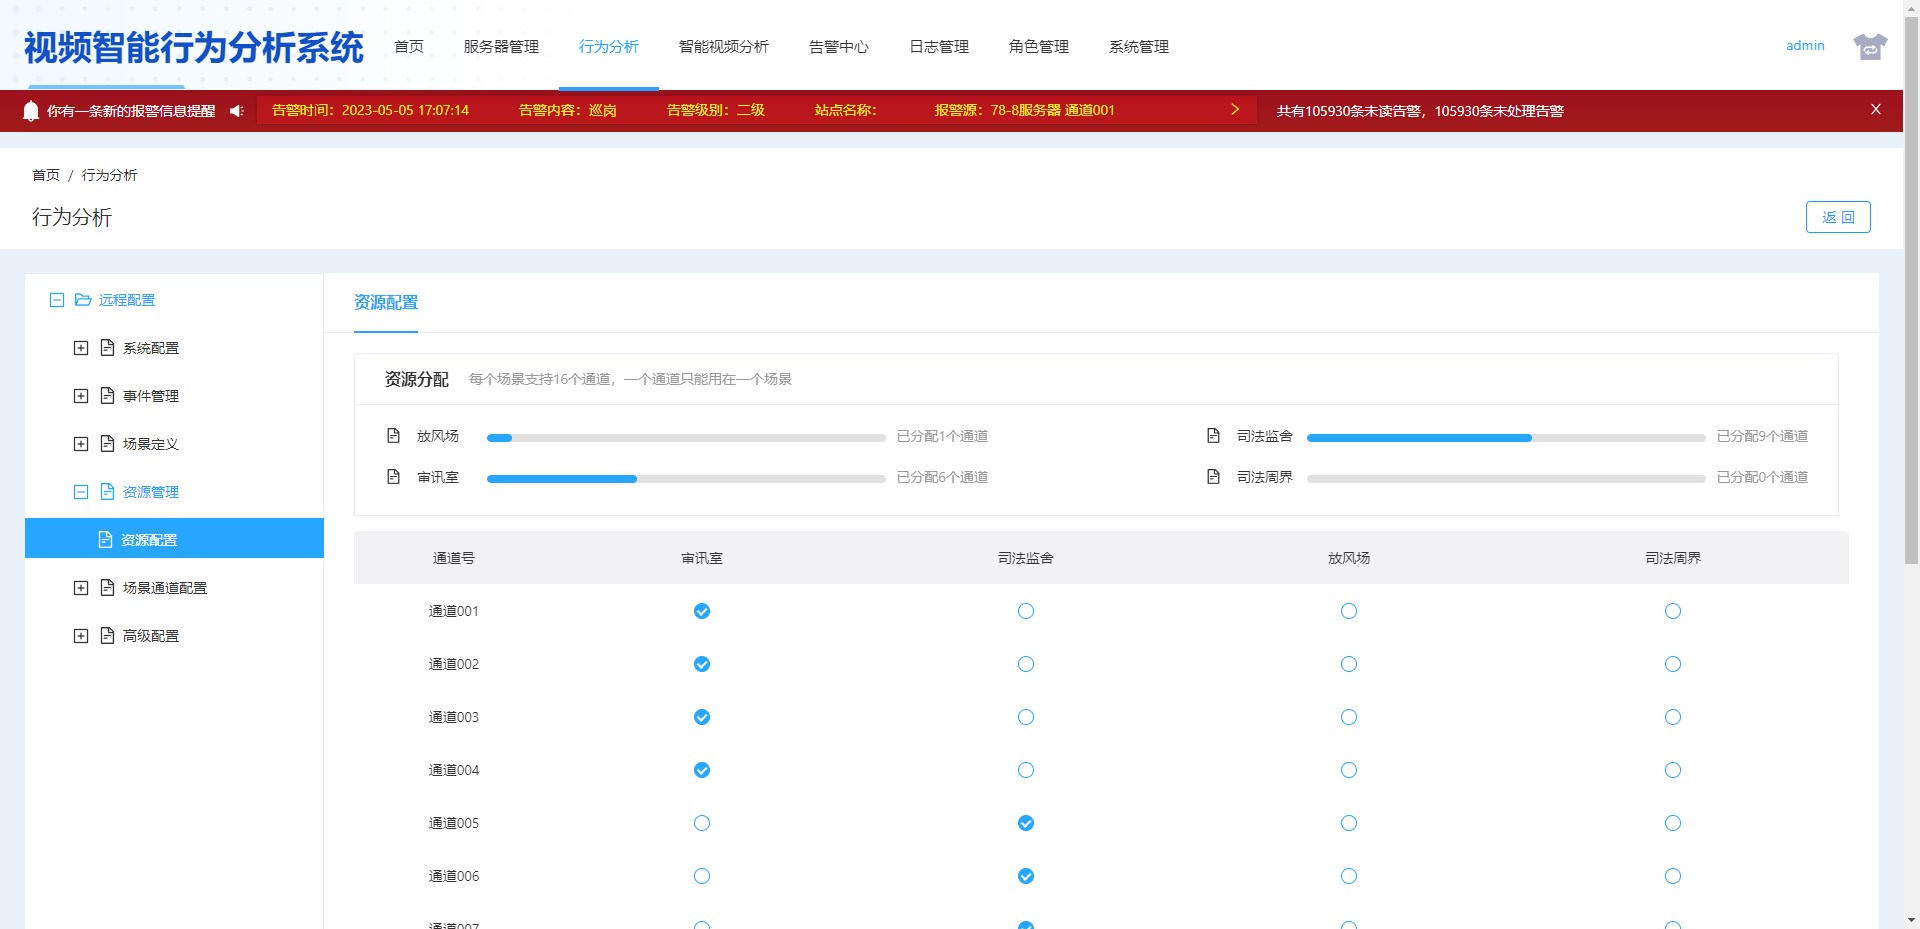 视频智能行为分析系统
首页 服务器管理 行为分析 智能视频分析 告警中心 日志管理 角色管理 系统管理 admin
你有一条新的报警信息提醒 告警时间：2023-05-05 17:07:14 告警内容：巡岗 告警级别：二级 站点名称： 报警源：78-8服务器 通道001 共有105930条未读告警，105930条未处理告警 X
首页 / 行为分析
行为分析
返 回
远程配置
系统配置
事件管理
场景定义
资源管理
资源配置
场景通道配置
高级配置
资源配置
资源分配 每个场景支持16个通道，一个通道只能用在一个场景
放风场 已分配1个通道 司法监舍 已分配9个通道
审讯室 已分配6个通道 司法周界 已分配0个通道
通道号 审讯室 司法监舍 放风场 司法周界
通道001
通道002
通道003
通道004
通道005
通道006
通道007